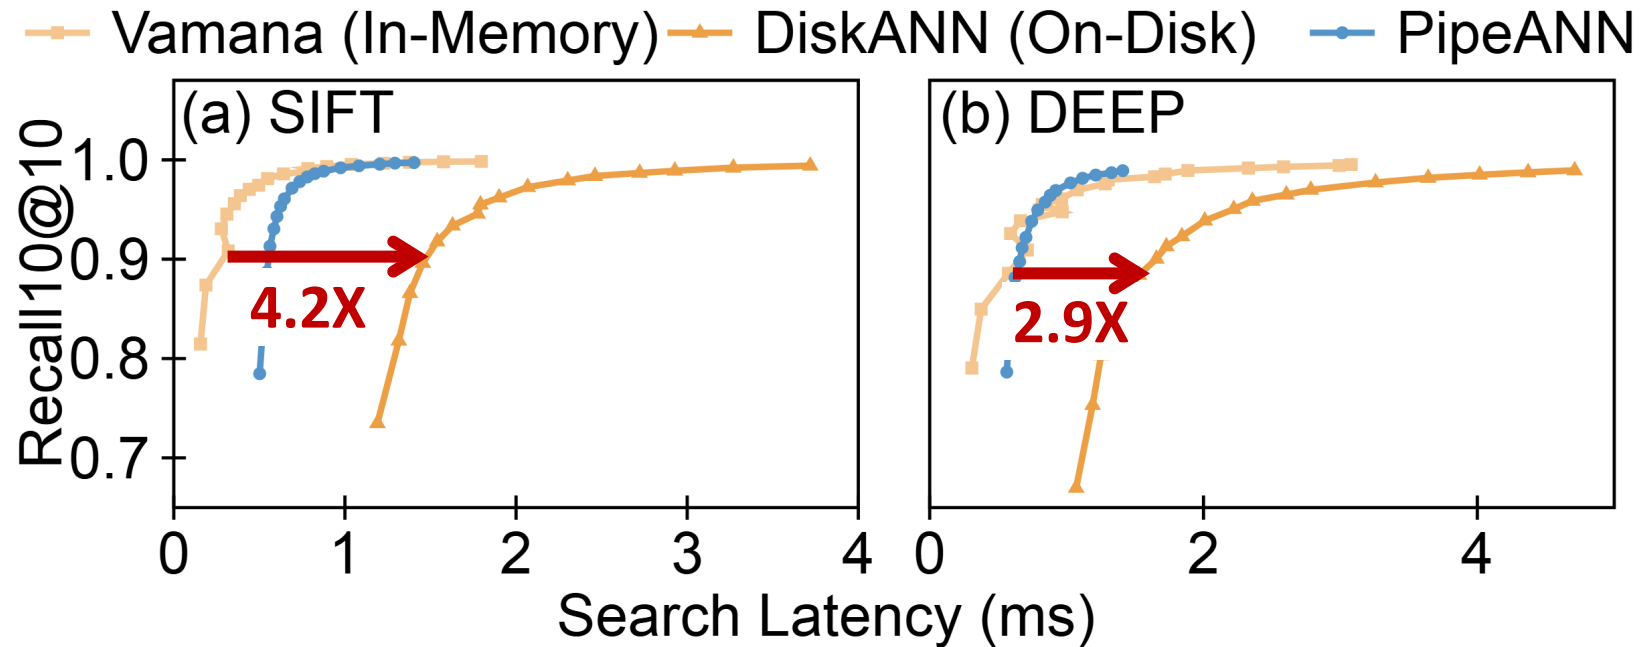 Vamana (In-Memory) DiskANN (On-Disk) PipeANN
(a) SIFT
(b) DEEP
Recall10@10
1.0
0.9
0.8
0.7
4.2X
2.9X
0 1 2 3 4
0 2 4
Search Latency (ms)